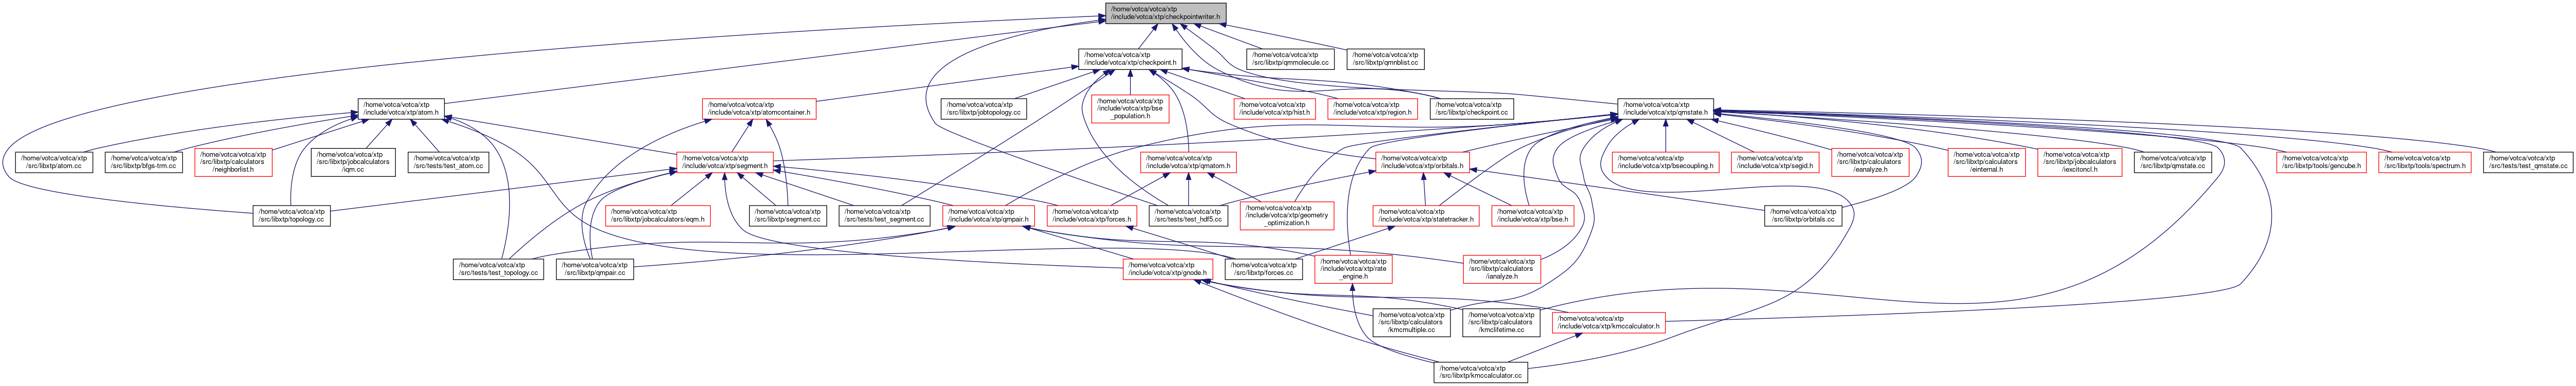 /home/votca/votca/xtp
/include/votca/xtp/checkpointwriter.h
/home/votca/votca/xtp
/include/votca/xtp/checkpoint.h
/home/votca/votca/xtp
/src/libxtp/qmmolecule.cc
/home/votca/votca/xtp
/src/libxtp/qmnblist.cc
/home/votca/votca/xtp
/include/votca/xtp/atom.h
/home/votca/votca/xtp
/include/votca/xtp/atomcontainer.h
/home/votca/votca/xtp
/src/libxtp/jobtopology.cc
/home/votca/votca/xtp
/include/votca/xtp/bse
_population.h
/home/votca/votca/xtp
/include/votca/xtp/hist.h
/home/votca/votca/xtp
/include/votca/xtp/region.h
/home/votca/votca/xtp
/src/libxtp/checkpoint.cc
/home/votca/votca/xtp
/include/votca/xtp/qmstate.h
/home/votca/votca/xtp
/src/libxtp/atom.cc
/home/votca/votca/xtp
/src/libxtp/bfgs-trm.cc
/home/votca/votca/xtp
/src/libxtp/calculators
/neighborlist.h
/home/votca/votca/xtp
/src/libxtp/jobcalculators
/iqm.cc
/home/votca/votca/xtp
/src/tests/test_atom.cc
/home/votca/votca/xtp
/include/votca/xtp/segment.h
/home/votca/votca/xtp
/include/votca/xtp/qmatom.h
/home/votca/votca/xtp
/include/votca/xtp/orbitals.h
/home/votca/votca/xtp
/include/votca/xtp/bsecoupling.h
/home/votca/votca/xtp
/include/votca/xtp/segid.h
/home/votca/votca/xtp
/src/libxtp/calculators
/eanalyze.h
/home/votca/votca/xtp
/src/libxtp/calculators
/einternal.h
/home/votca/votca/xtp
/src/libxtp/jobcalculators
/iexcitoncl.h
/home/votca/votca/xtp
/src/libxtp/qmstate.cc
/home/votca/votca/xtp
/src/libxtp/tools/gencube.h
/home/votca/votca/xtp
/src/libxtp/tools/spectrum.h
/home/votca/votca/xtp
/src/tests/test_qmstate.cc
/home/votca/votca/xtp
/src/libxtp/topology.cc
/home/votca/votca/xtp
/src/libxtp/jobcalculators/eqm.h
/home/votca/votca/xtp
/src/libxtp/segment.cc
/home/votca/votca/xtp
/src/tests/test_segment.cc
/home/votca/votca/xtp
/include/votca/xtp/qmpair.h
/home/votca/votca/xtp
/include/votca/xtp/forces.h
/home/votca/votca/xtp
/src/tests/test_hdf5.cc
/home/votca/votca/xtp
/include/votca/xtp/geometry
_optimization.h
/home/votca/votca/xtp
/include/votca/xtp/statetracker.h
/home/votca/votca/xtp
/include/votca/xtp/bse.h
/home/votca/votca/xtp
/src/libxtp/orbitals.cc
/home/votca/votca/xtp
/src/tests/test_topology.cc
/home/votca/votca/xtp
/src/libxtp/qmpair.cc
/home/votca/votca/xtp
/include/votca/xtp/gnode.h
/home/votca/votca/xtp
/src/libxtp/forces.cc
/home/votca/votca/xtp
/include/votca/xtp/rate
_engine.h
/home/votca/votca/xtp
/src/libxtp/calculators
/ianalyze.h
/home/votca/votca/xtp
/src/libxtp/calculators
/kmcmultiple.cc
/home/votca/votca/xtp
/src/libxtp/calculators
/kmclifetime.cc
/home/votca/votca/xtp
/include/votca/xtp/kmccalculator.h
/home/votca/votca/xtp
/src/libxtp/kmccalculator.cc